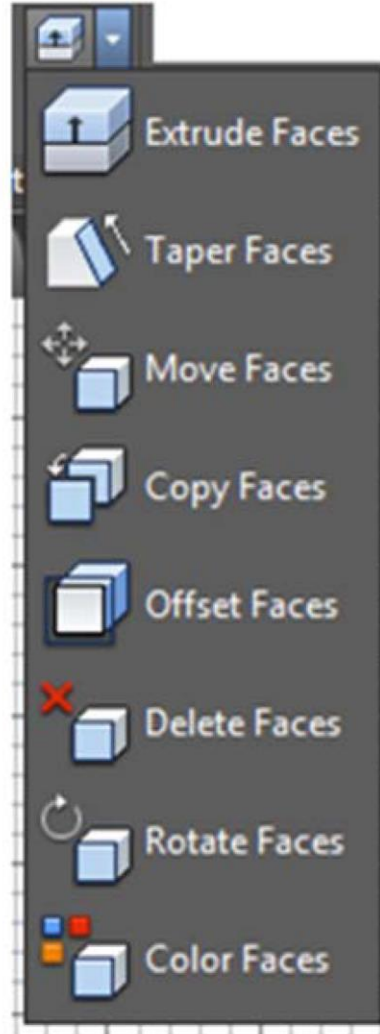 Extrude Faces
Taper Faces
Move Faces
Copy Faces
Offset Faces
Delete Faces
Rotate Faces
Color Faces